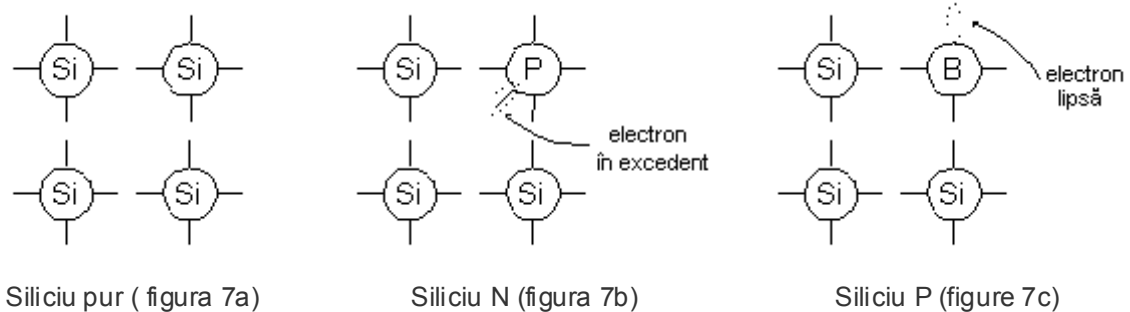 Si Si Si P Si B
electron
lipsă
electron
în excedent
Si Si Si Si Si Si
Siliciu pur ( figura 7a) Siliciu N (figura 7b) Siliciu P (figure 7c)